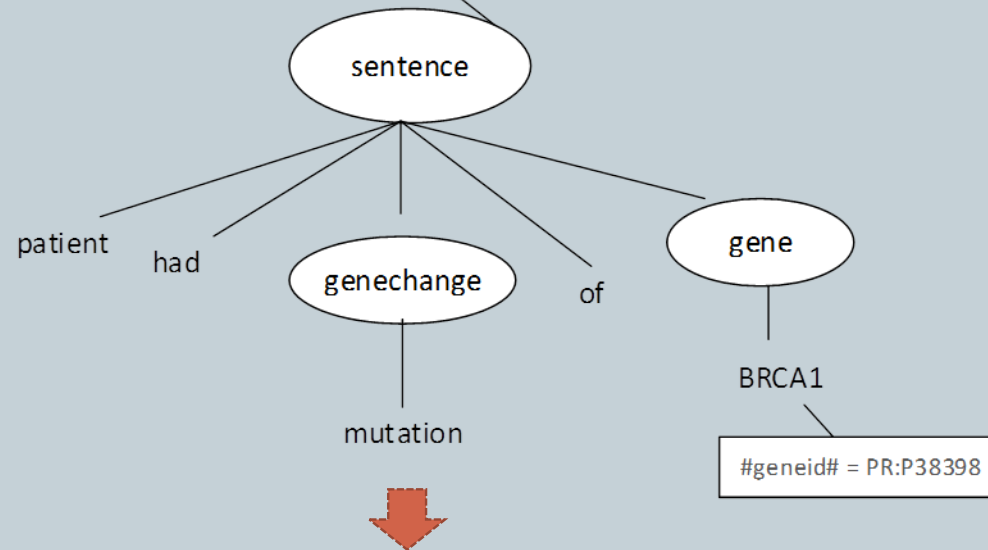 sentence
patient
had
genechange
of
gene
BRCA1
mutation
#geneid# = PR:P38398